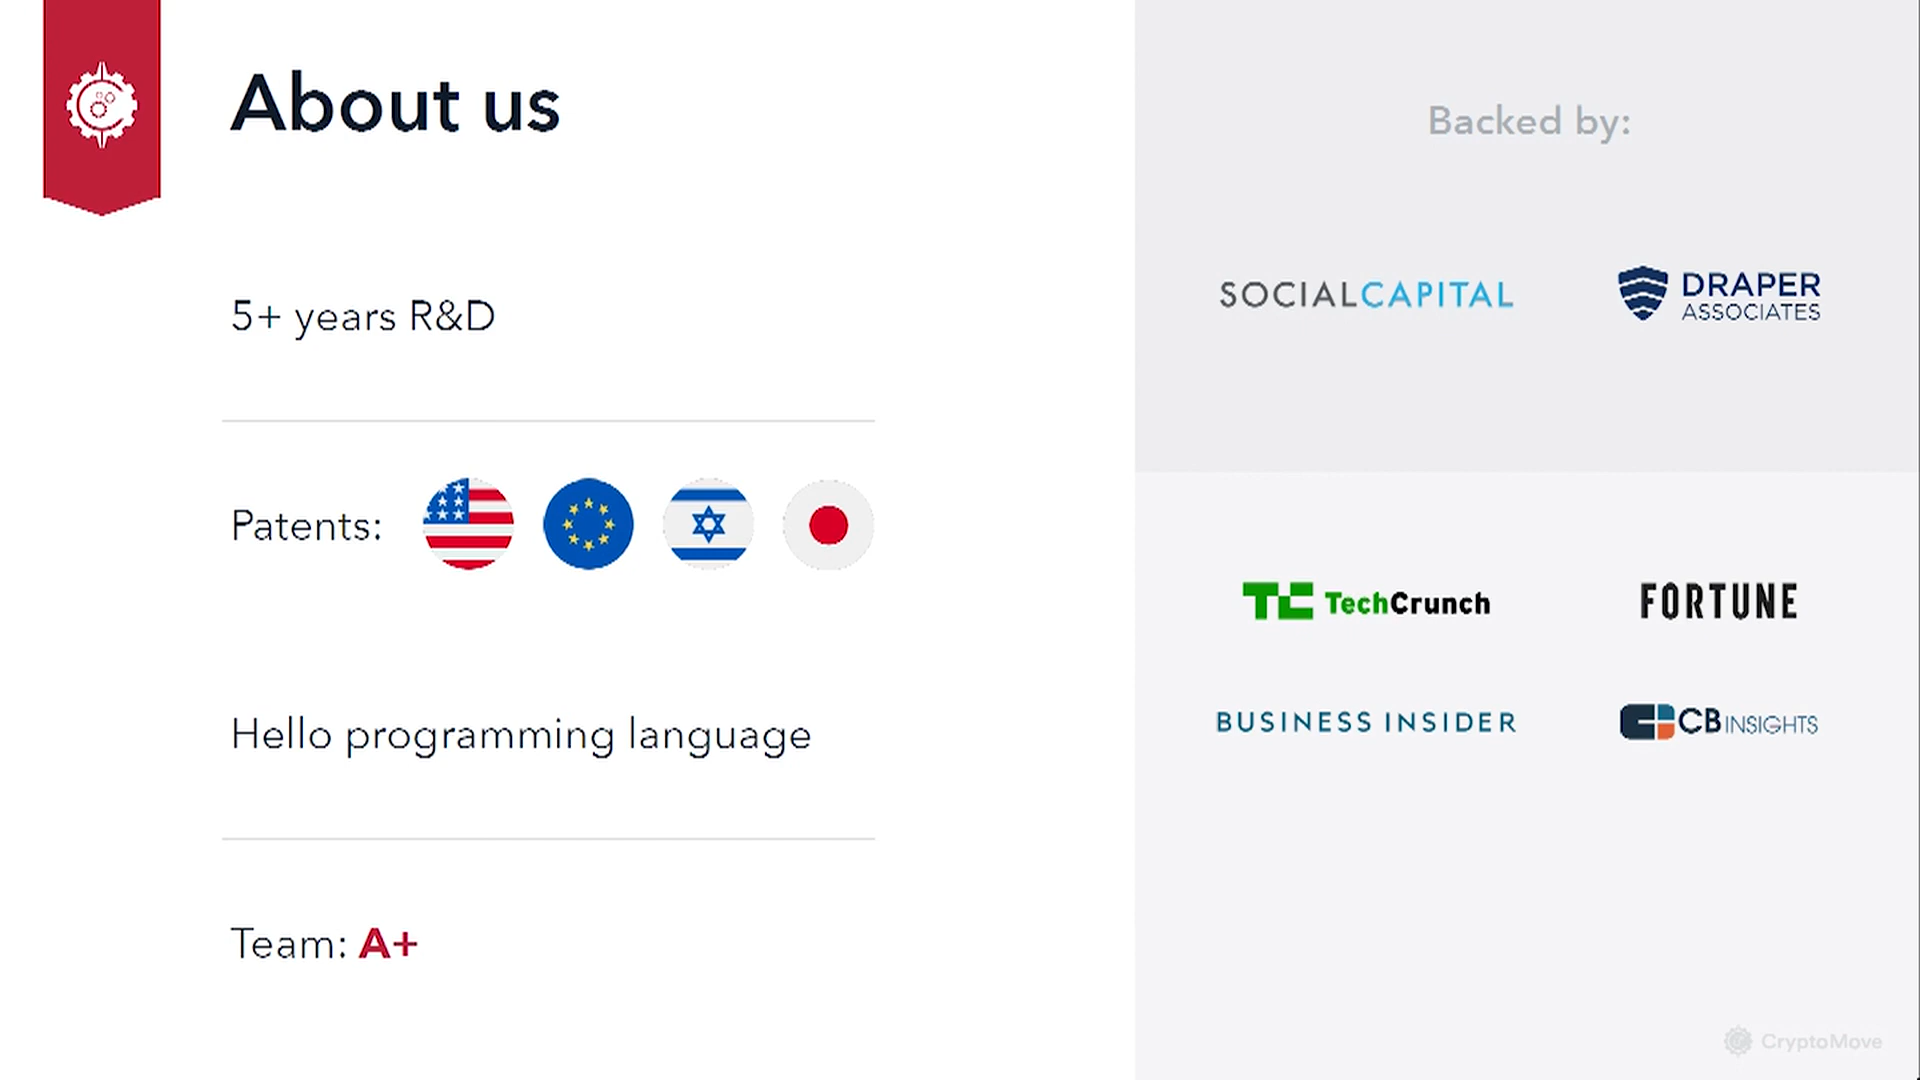 About us
5+ years R&D
Patents:
Hello programming language
Team: A+
Backed by:
SOCIALCAPITAL
DRAPER
ASSOCIATES
TC TechCrunch
FORTUNE
BUSINESS INSIDER
CB INSIGHTS
CryptoMove